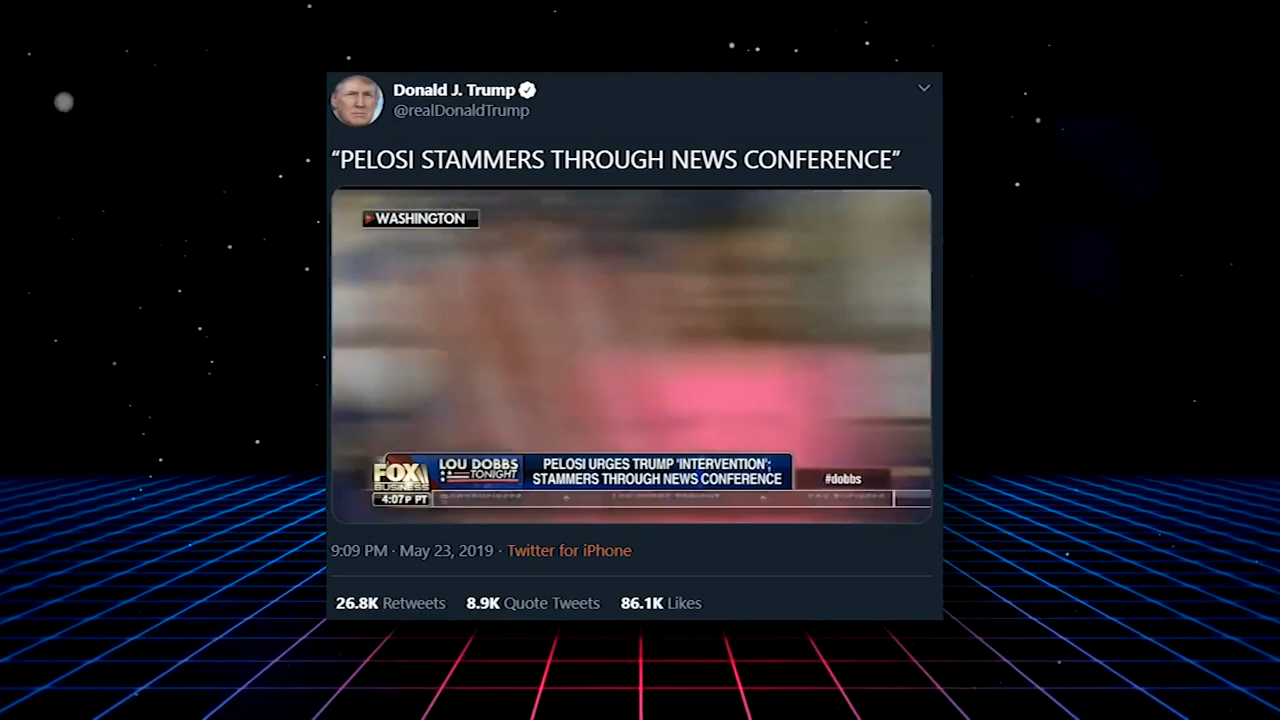 Donald J. Trump
@realDonaldTrump
“PELOSI STAMMERS THROUGH NEWS CONFERENCE”
WASHINGTON
FOX
BUSINESS
LOU DOBBS
TONIGHT
PELOSI URGES TRUMP 'INTERVENTION';
STAMMERS THROUGH NEWS CONFERENCE
#dobbs
4:07P PT
9:09 PM · May 23, 2019 · Twitter for iPhone
26.8K Retweets 8.9K Quote Tweets 86.1K Likes